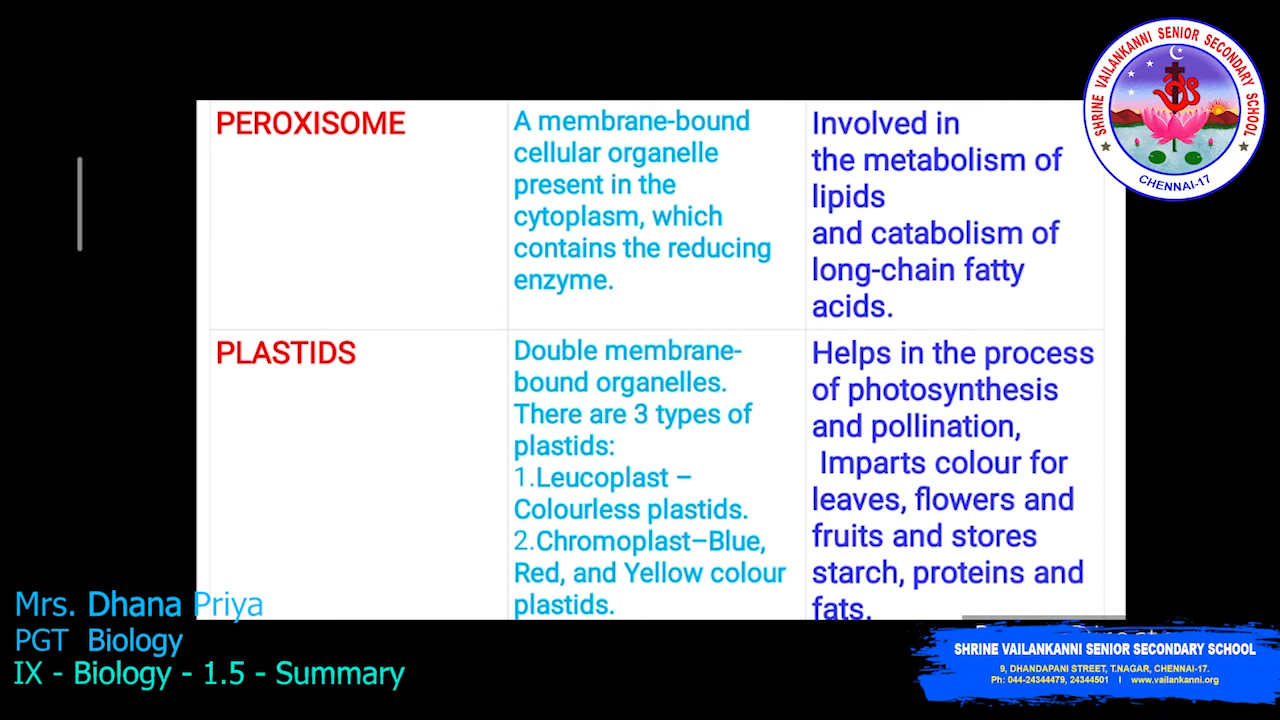 PEROXISOME
A membrane-bound
cellular organelle
present in the
cytoplasm, which
contains the reducing
enzyme.
Involved in
the metabolism of
lipids
and catabolism of
long-chain fatty
acids.
PLASTIDS
Double membrane-
bound organelles.
There are 3 types of
plastids:
1.Leucoplast –
Colourless plastids.
2.Chromoplast–Blue,
Red, and Yellow colour
plastids.
Helps in the process
of photosynthesis
and pollination,
Imparts colour for
leaves, flowers and
fruits and stores
starch, proteins and
fats.
SHRINE VAILANKANNI SENIOR SECONDARY SCHOOL
CHENNAI-17
Mrs. Dhana Priya
PGT Biology
IX - Biology - 1.5 - Summary
SHRINE VAILANKANNI SENIOR SECONDARY SCHOOL
9, DHANDAPANI STREET, T.NAGAR, CHENNAI-17.
Ph: 044-24344479, 24344501 I www.vailankanni.org